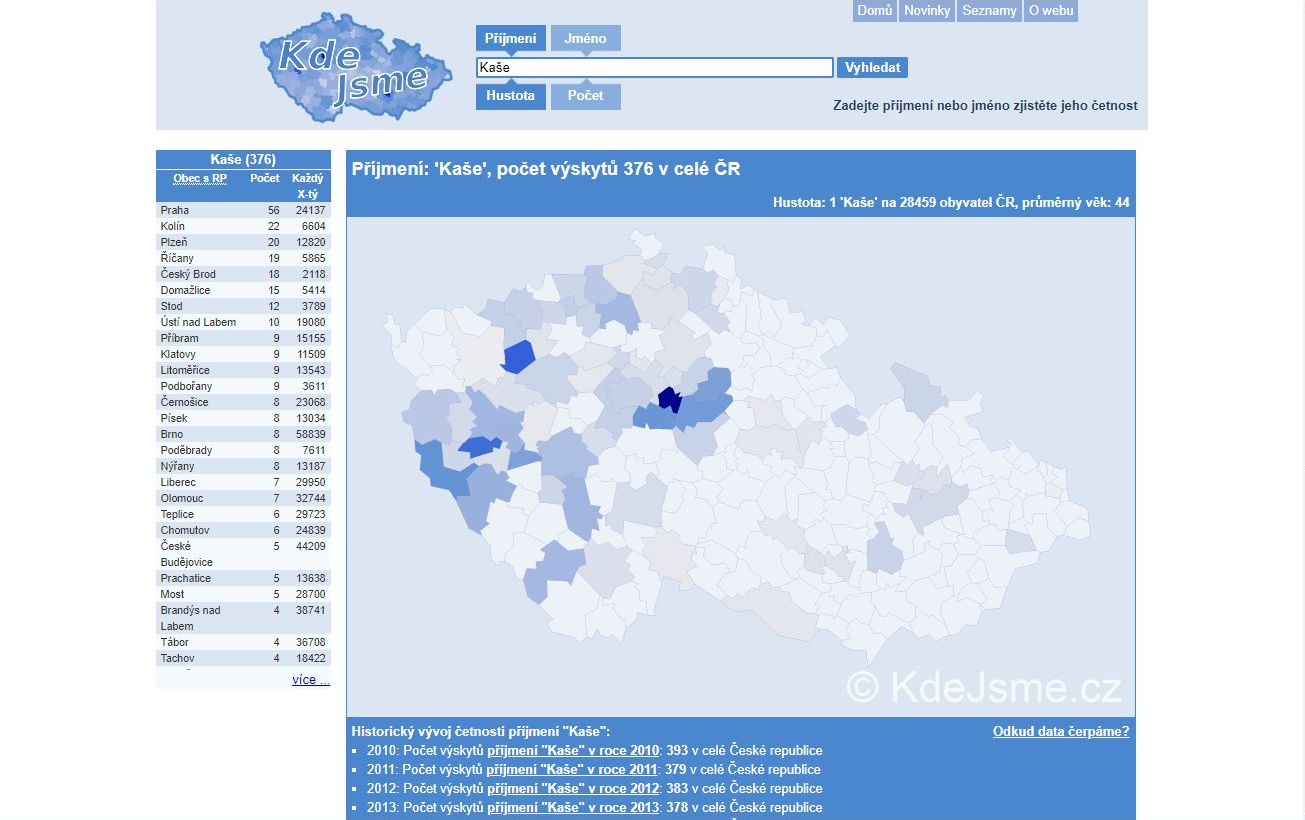 Domů Novinky Seznamy O webu
Kde
Jsme
Příjmení Jméno
Kaše Vyhledat
Hustota Počet
Zadejte příjmení nebo jméno zjistěte jeho četnost
Kaše (376)
Obec s RP Počet Každý
X-tý
Praha 56 24137
Kolín 22 6604
Plzeň 20 12820
Říčany 19 5865
Český Brod 18 2118
Domažlice 15 5414
Stod 12 3789
Ústí nad Labem 10 19080
Příbram 9 15155
Klatovy 9 11509
Litoměřice 9 13543
Podbořany 9 3611
Černošice 8 23068
Písek 8 13034
Brno 8 58839
Poděbrady 8 7611
Nýřany 8 13187
Liberec 7 29950
Olomouc 7 32744
Teplice 6 29723
Chomutov 6 24839
České 5 44209
Budějovice
Prachatice 5 13638
Most 5 28700
Brandýs nad 4 38741
Labem
Tábor 4 36708
Tachov 4 18422
více ...
Příjmení: 'Kaše', počet výskytů 376 v celé ČR
Hustota: 1 'Kaše' na 28459 obyvatel ČR, průměrný věk: 44
© KdeJsme.cz
Historický vývoj četnosti příjmení "Kaše": Odkud data čerpáme?
▪ 2010: Počet výskytů příjmení "Kaše" v roce 2010: 393 v celé České republice
▪ 2011: Počet výskytů příjmení "Kaše" v roce 2011: 379 v celé České republice
▪ 2012: Počet výskytů příjmení "Kaše" v roce 2012: 383 v celé České republice
▪ 2013: Počet výskytů příjmení "Kaše" v roce 2013: 378 v celé České republice